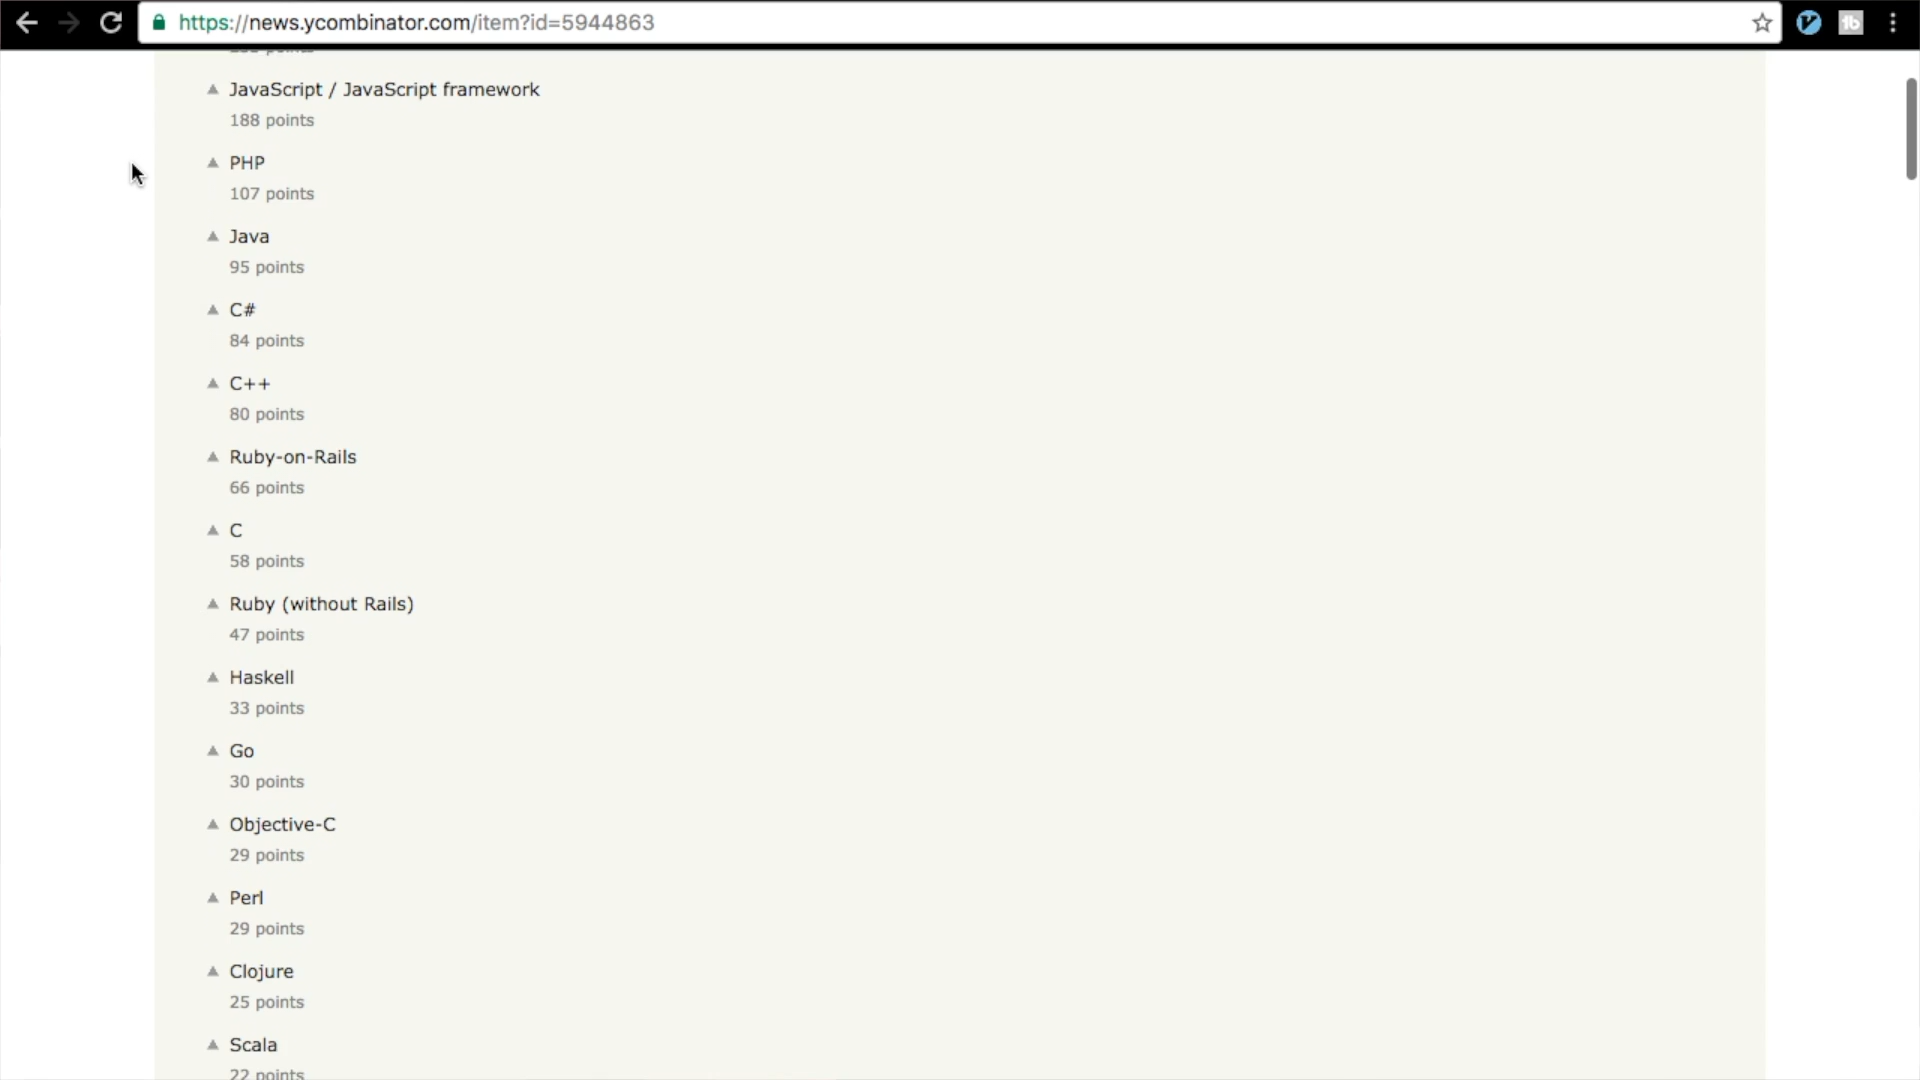 https://news.ycombinator.com/item?id=5944863
JavaScript / JavaScript framework
188 points
PHP
107 points
Java
95 points
C#
84 points
C++
80 points
Ruby-on-Rails
66 points
C
58 points
Ruby (without Rails)
47 points
Haskell
33 points
Go
30 points
Objective-C
29 points
Perl
29 points
Clojure
25 points
Scala
22 points